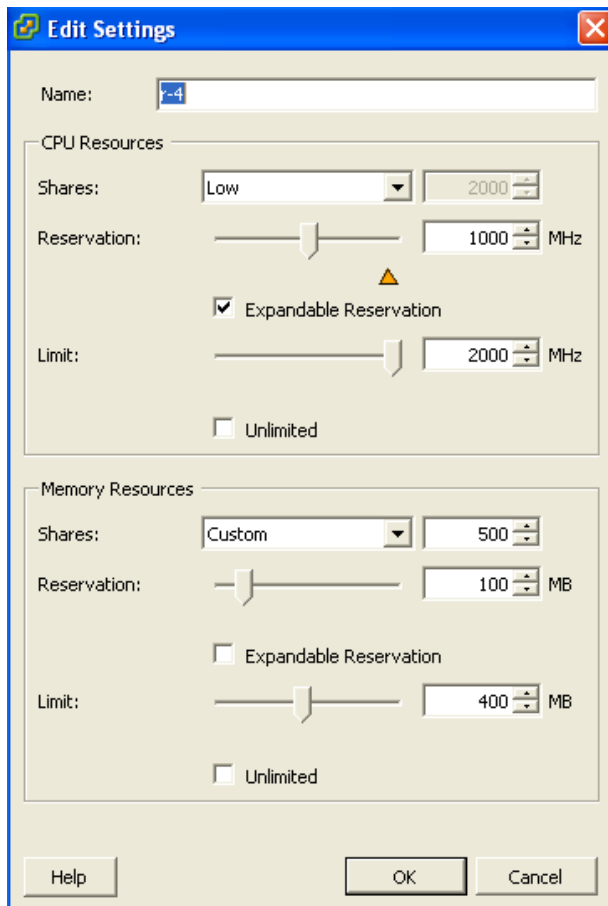 Edit Settings
Name: r-4
CPU Resources
Shares: Low 2000
Reservation: 1000 MHz
Expandable Reservation
Limit: 2000 MHz
Unlimited
Memory Resources
Shares: Custom 500
Reservation: 100 MB
Expandable Reservation
Limit: 400 MB
Unlimited
Help OK Cancel